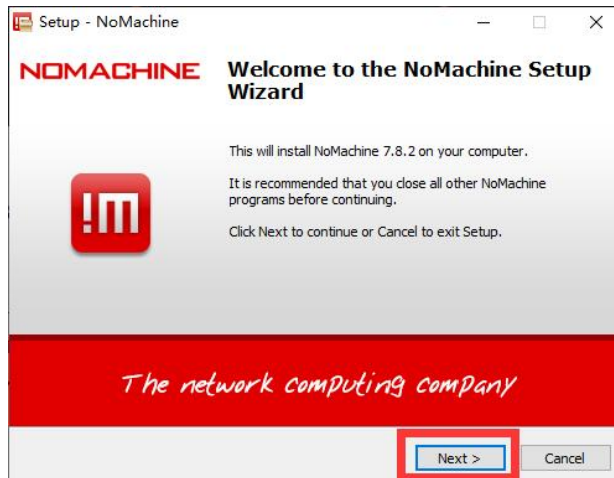 Setup - NoMachine
NOMACHINE
Welcome to the NoMachine Setup
Wizard
This will install NoMachine 7.8.2 on your computer.
It is recommended that you close all other NoMachine
programs before continuing.
Click Next to continue or Cancel to exit Setup.
!m
The network computing company
Next >
Cancel